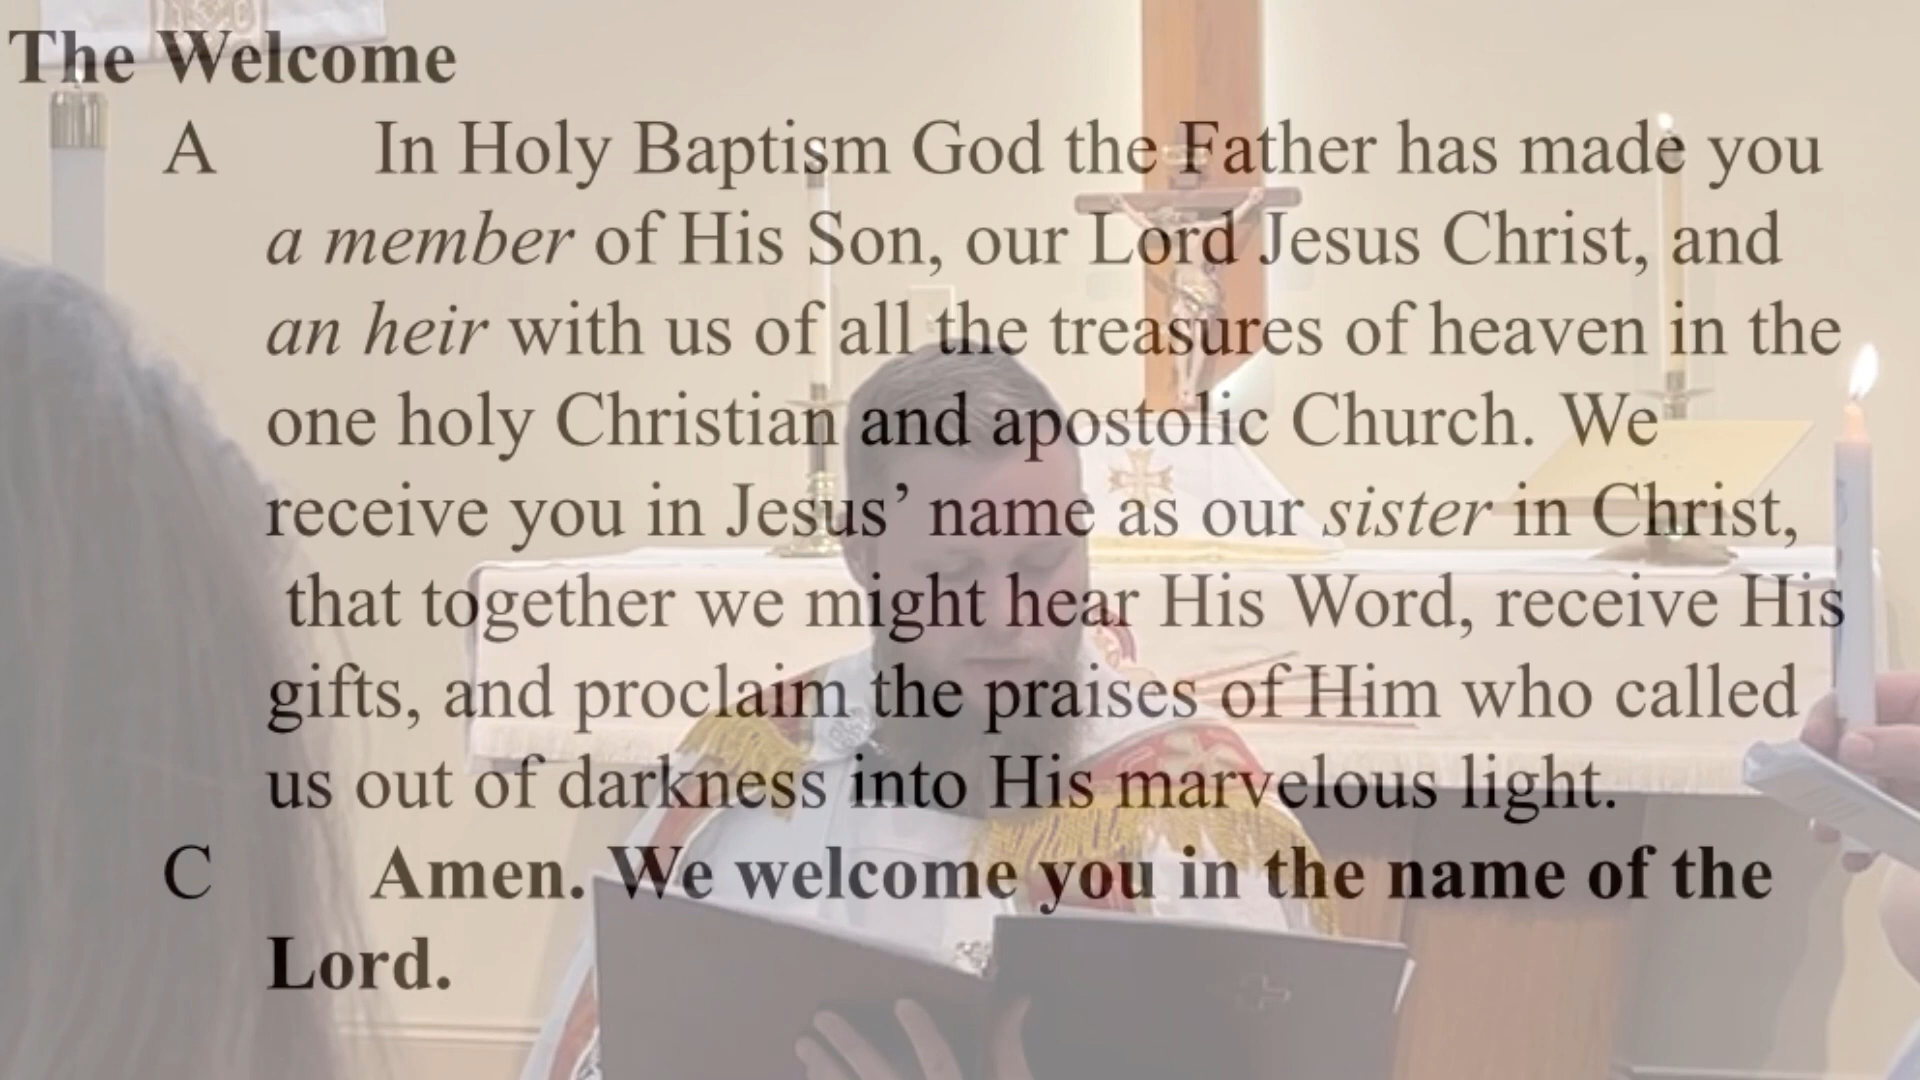 The Welcome
A In Holy Baptism God the Father has made you
a member of His Son, our Lord Jesus Christ, and
an heir with us of all the treasures of heaven in the
one holy Christian and apostolic Church. We
receive you in Jesus’ name as our sister in Christ,
that together we might hear His Word, receive His
gifts, and proclaim the praises of Him who called
us out of darkness into His marvelous light.
C Amen. We welcome you in the name of the
Lord.